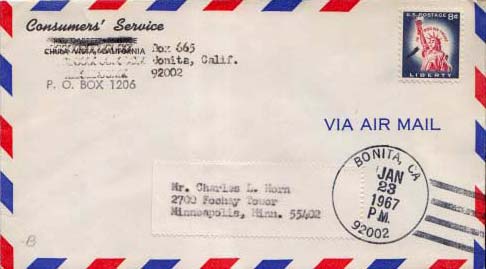 Consumers' Service
CHULA VISTA, CALIFORNIA
P. O. BOX 1206
Box 665
Bonita, Calif.
92002
U.S. POSTAGE 8¢
LIBERTY
VIA AIR MAIL
BONITA, CA
JAN
23
1967
P.M.
92002
Mr. Charles L. Horn
2700 Foshay Tower
Minneapolis, Minn. 55402
B